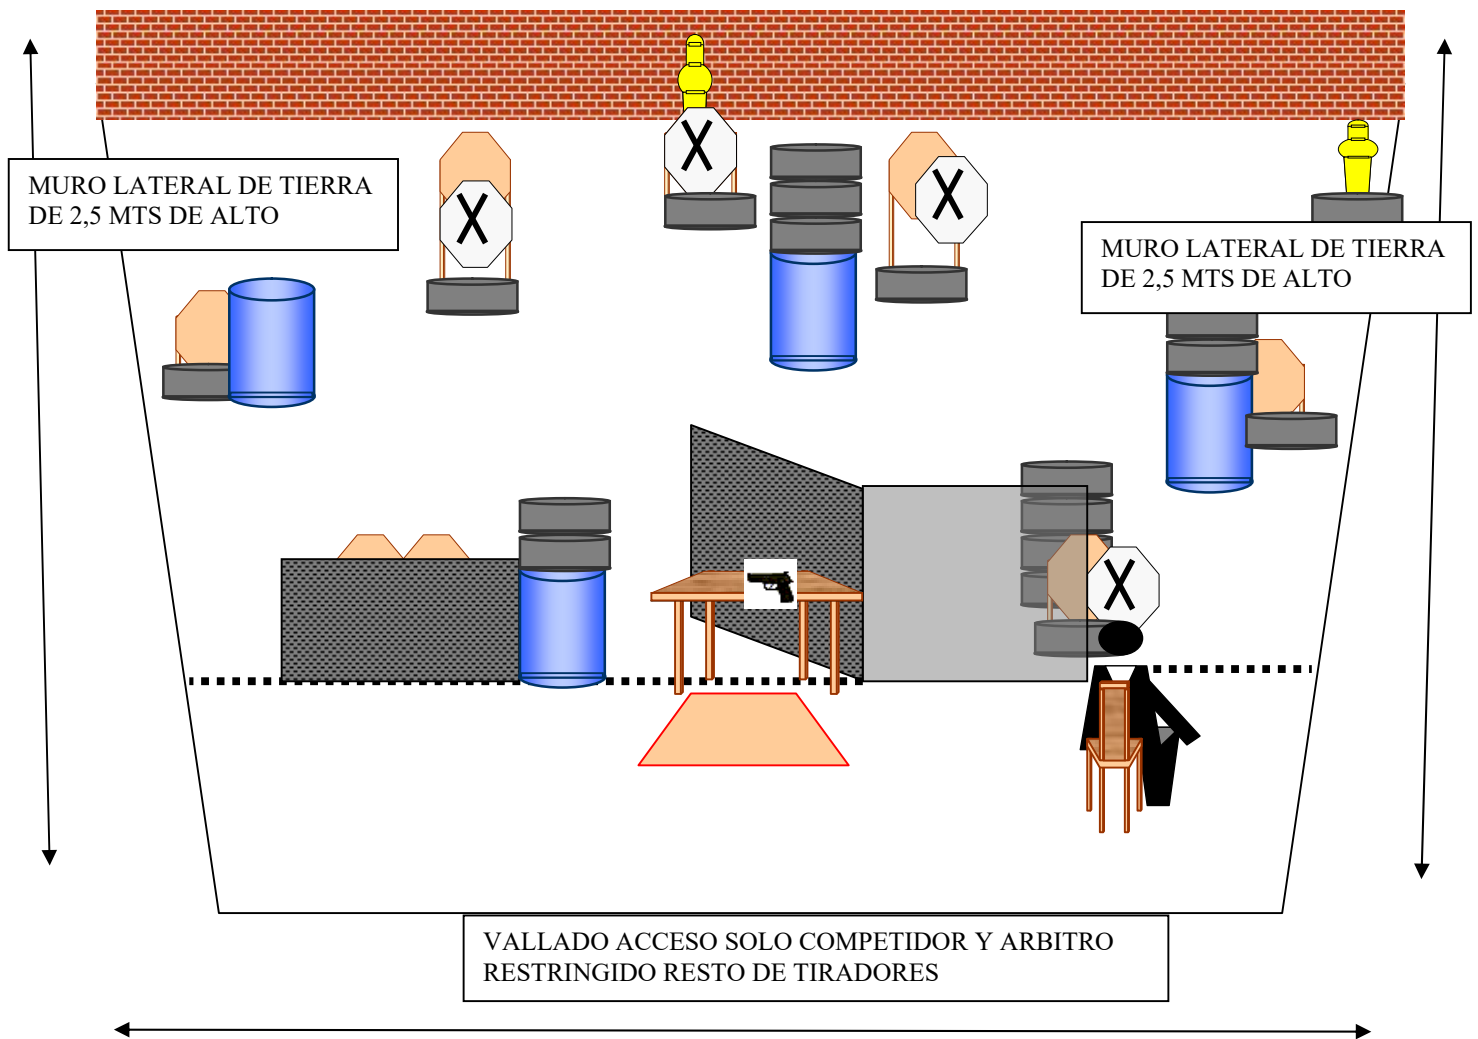 MURO LATERAL DE TIERRA
DE 2,5 MTS DE ALTO
MURO LATERAL DE TIERRA
DE 2,5 MTS DE ALTO
VALLADO ACCESO SOLO COMPETIDOR Y ARBITRO
RESTRINGIDO RESTO DE TIRADORES